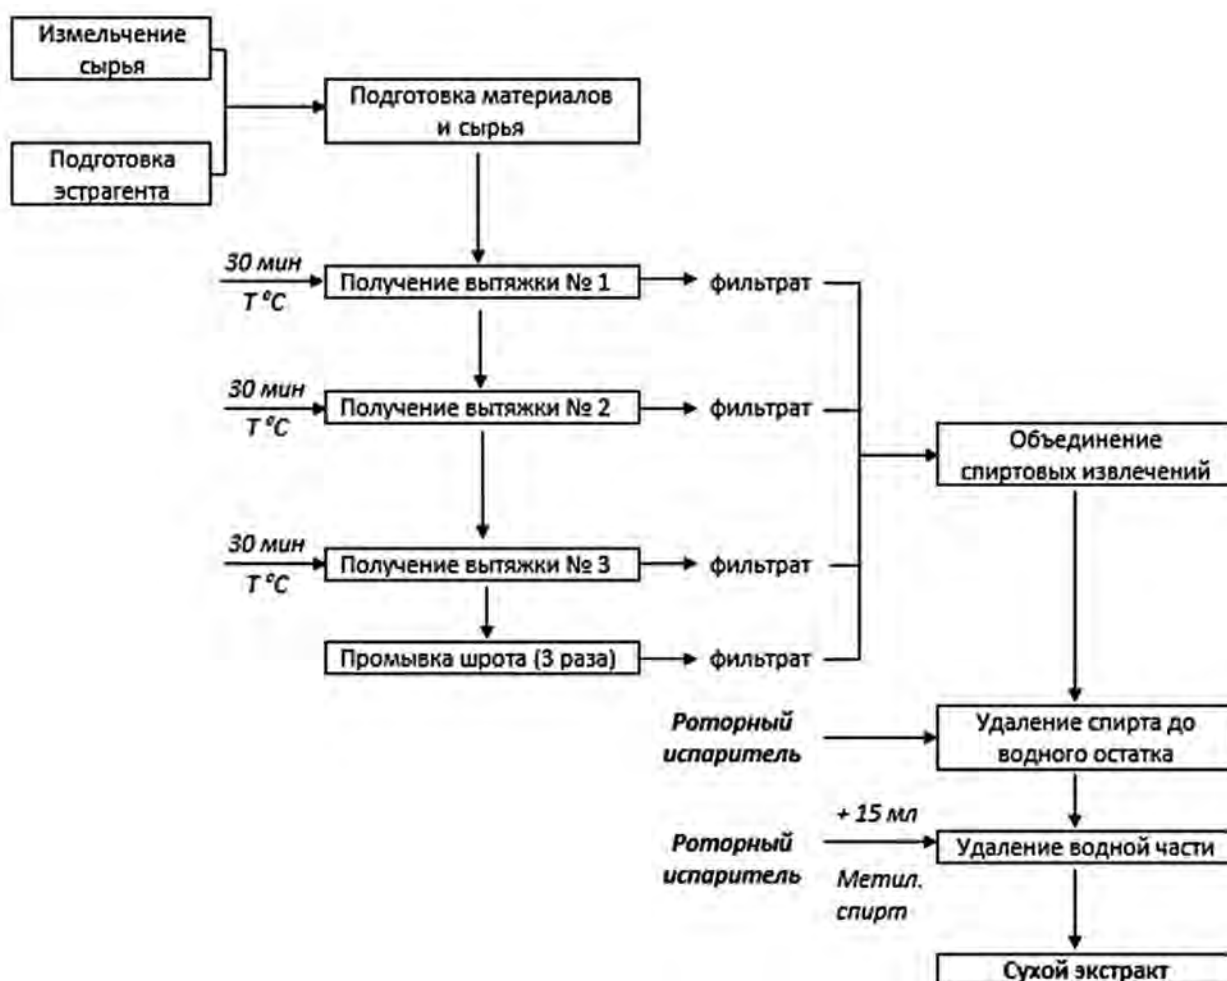 Измельчение
сырья
Подготовка материалов
и сырья
Подготовка
эстрагента
30 мин
Т °С
Получение вытяжки № 1
фильтрат
30 мин
Т °С
Получение вытяжки № 2
фильтрат
Объединение
спиртовых извлечений
30 мин
Т °С
Получение вытяжки № 3
фильтрат
Промывка шрота (3 раза)
фильтрат
Роторный
испаритель
Удаление спирта до
водного остатка
Роторный
испаритель
+ 15 мл
Метил.
спирт
Удаление водной части
Сухой экстракт